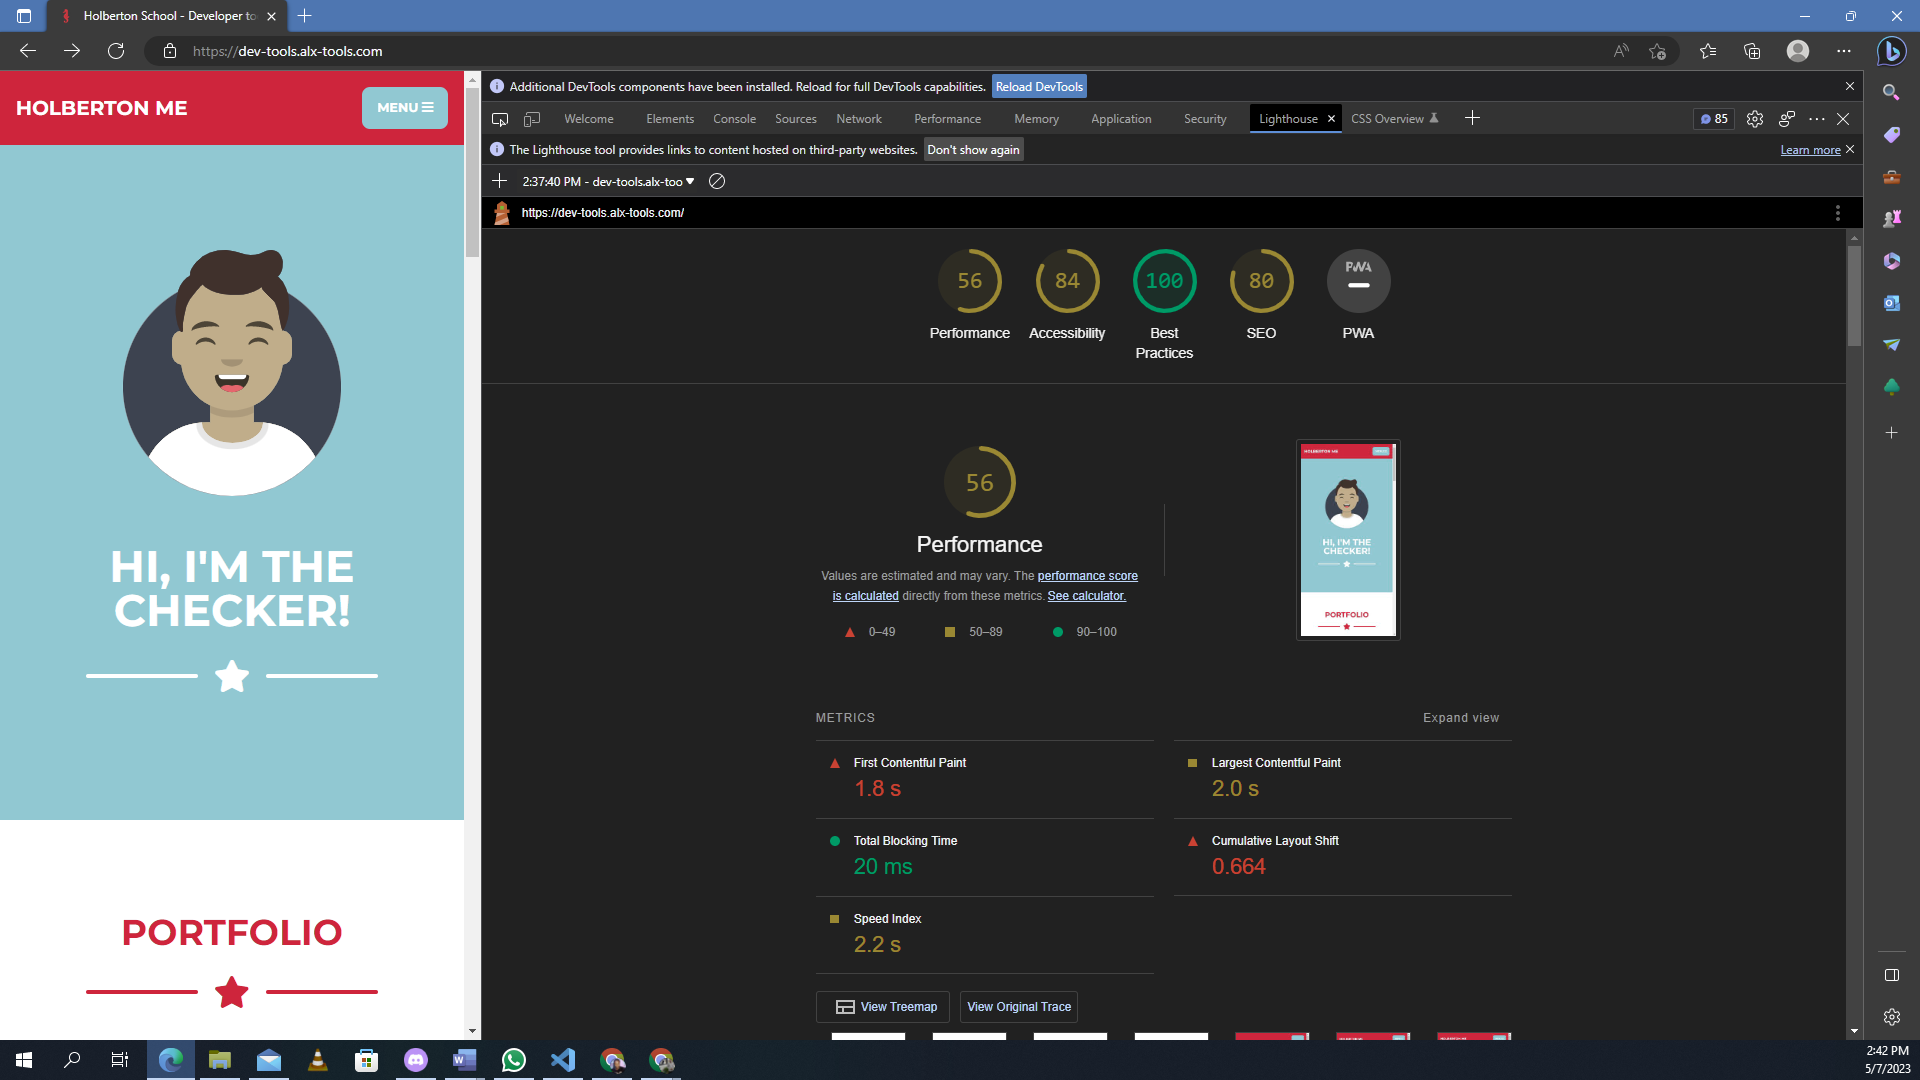 Holberton School - Developer to
https://dev-tools.alx-tools.com
HOLBERTON ME
MENU
HI, I'M THE
CHECKER!
PORTFOLIO
Additional DevTools components have been installed. Reload for full DevTools capabilities.
Reload DevTools
Welcome
Elements
Console
Sources
Network
Performance
Memory
Application
Security
Lighthouse
CSS Overview
85
The Lighthouse tool provides links to content hosted on third-party websites.
Don't show again
Learn more
2:37:40 PM - dev-tools.alx-too
https://dev-tools.alx-tools.com/
56
84
100
80
PWA
Performance
Accessibility
Best
Practices
SEO
PWA
56
Performance
Values are estimated and may vary. The performance score
is calculated directly from these metrics. See calculator.
0–49
50–89
90–100
HOLBERTON ME
HI, I'M THE
CHECKER!
PORTFOLIO
METRICS
Expand view
First Contentful Paint
1.8 s
Largest Contentful Paint
2.0 s
Total Blocking Time
20 ms
Cumulative Layout Shift
0.664
Speed Index
2.2 s
View Treemap
View Original Trace
2:42 PM
5/7/2023